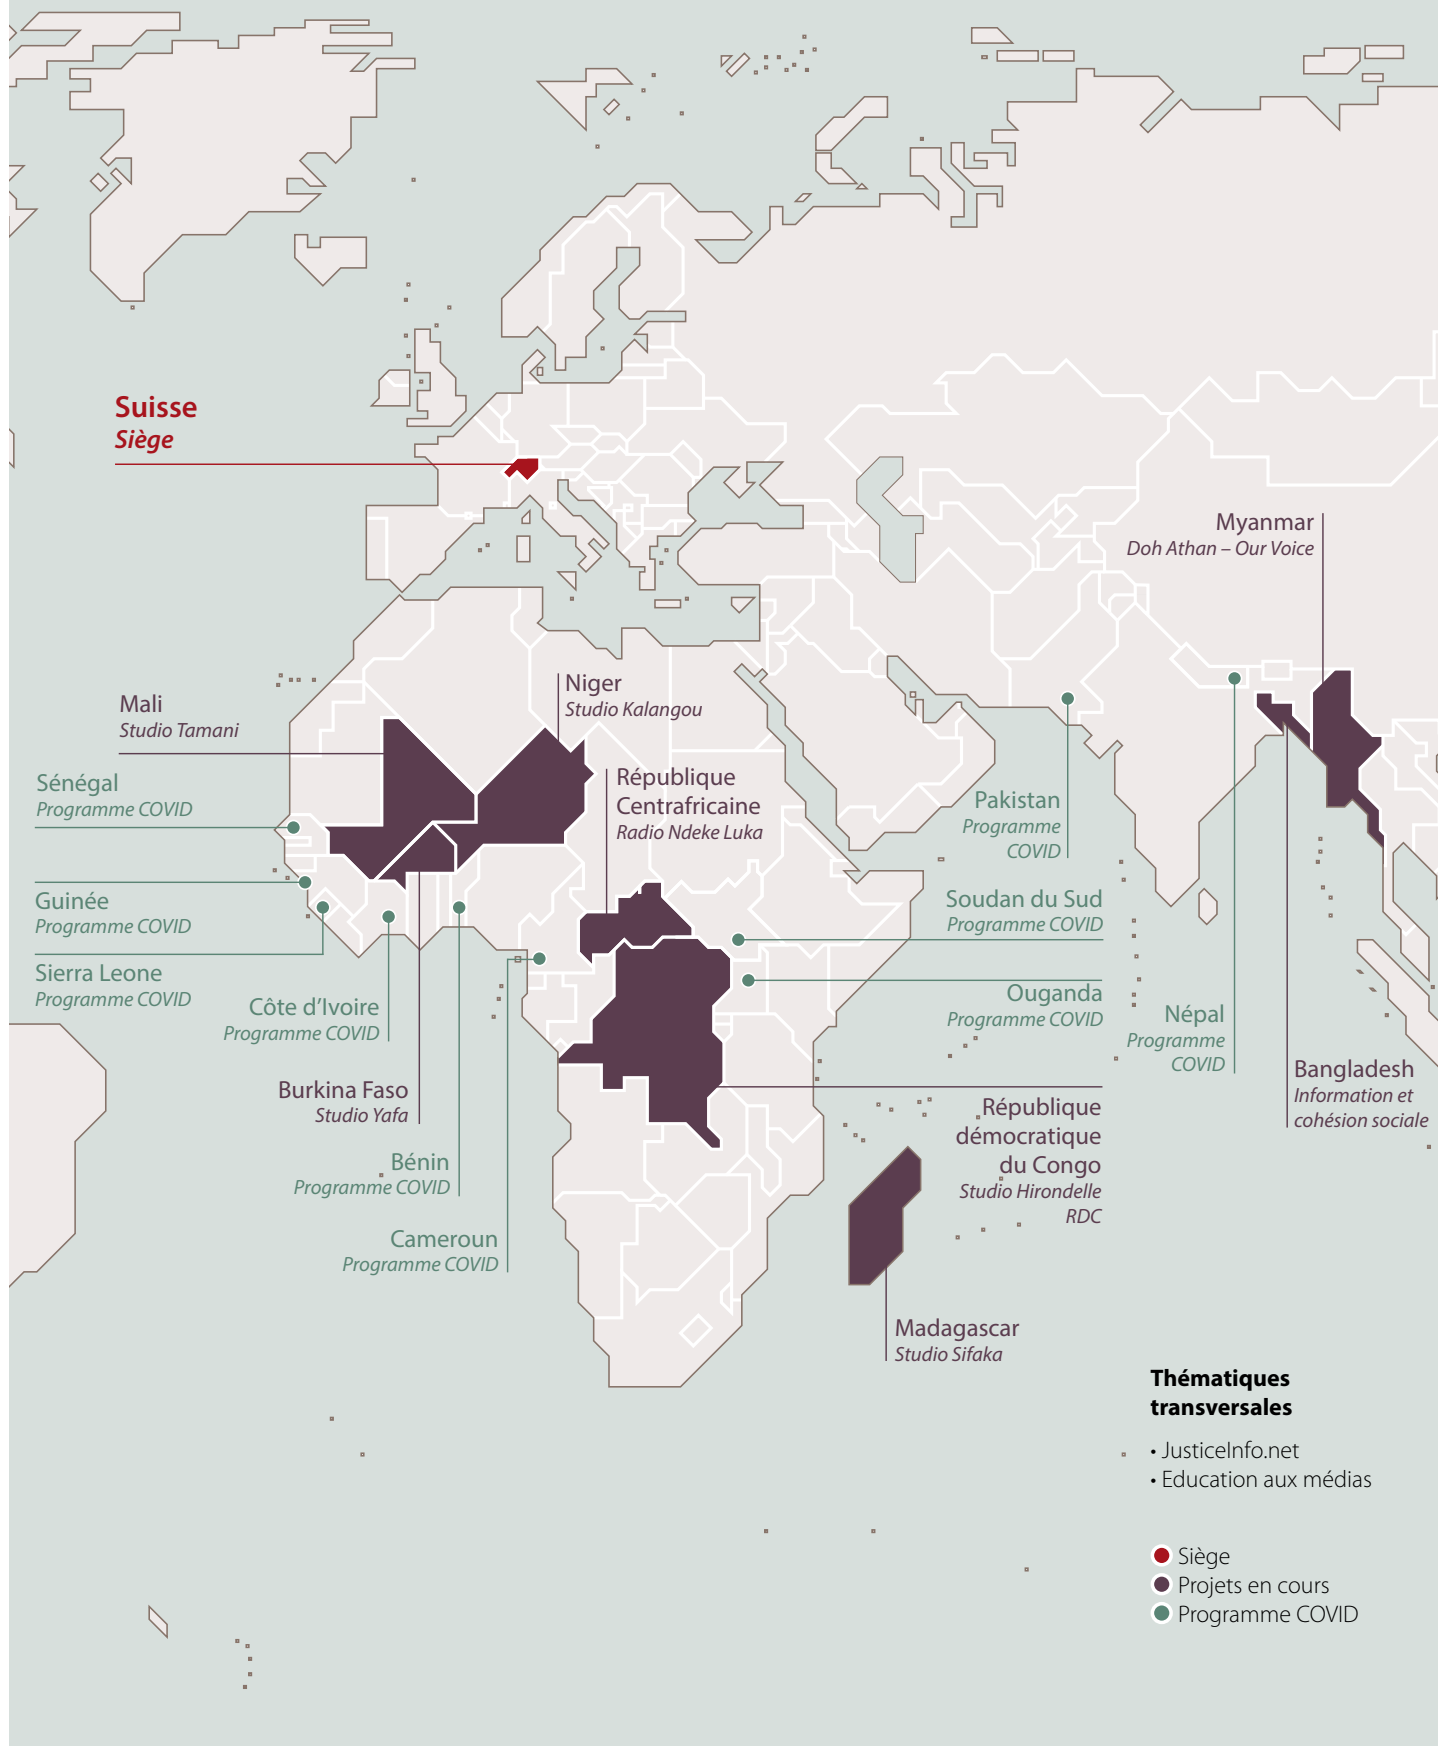 Suisse
Siège
Myanmar
Doh Athan – Our Voice
Niger
Studio Kalangou
Mali
Studio Tamani
République
Centrafricaine
Radio Ndeke Luka
Sénégal
Programme COVID
Pakistan
Programme
COVID
Guinée
Programme COVID
Soudan du Sud
Programme COVID
Sierra Leone
Programme COVID
Côte d’Ivoire
Programme COVID
Ouganda
Programme COVID
Népal
Programme
COVID
Burkina Faso
Studio Yafa
Bangladesh
Information et
cohésion sociale
République
démocratique
du Congo
Studio Hirondelle
RDC
Bénin
Programme COVID
Cameroun
Programme COVID
Madagascar
Studio Sifaka
Thématiques
transversales
• JusticeInfo.net
• Education aux médias
Siège
Projets en cours
Programme COVID